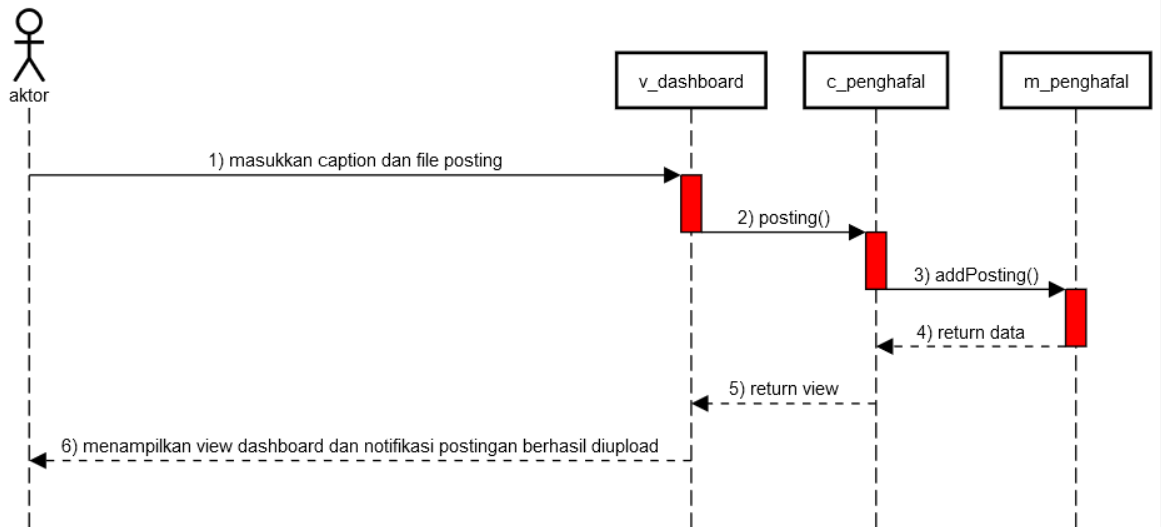 aktor
v_dashboard
c_penghafal
m_penghafal
1) masukkan caption dan file posting
2) posting()
3) addPosting()
4) return data
5) return view
6) menampilkan view dashboard dan notifikasi postingan berhasil diupload